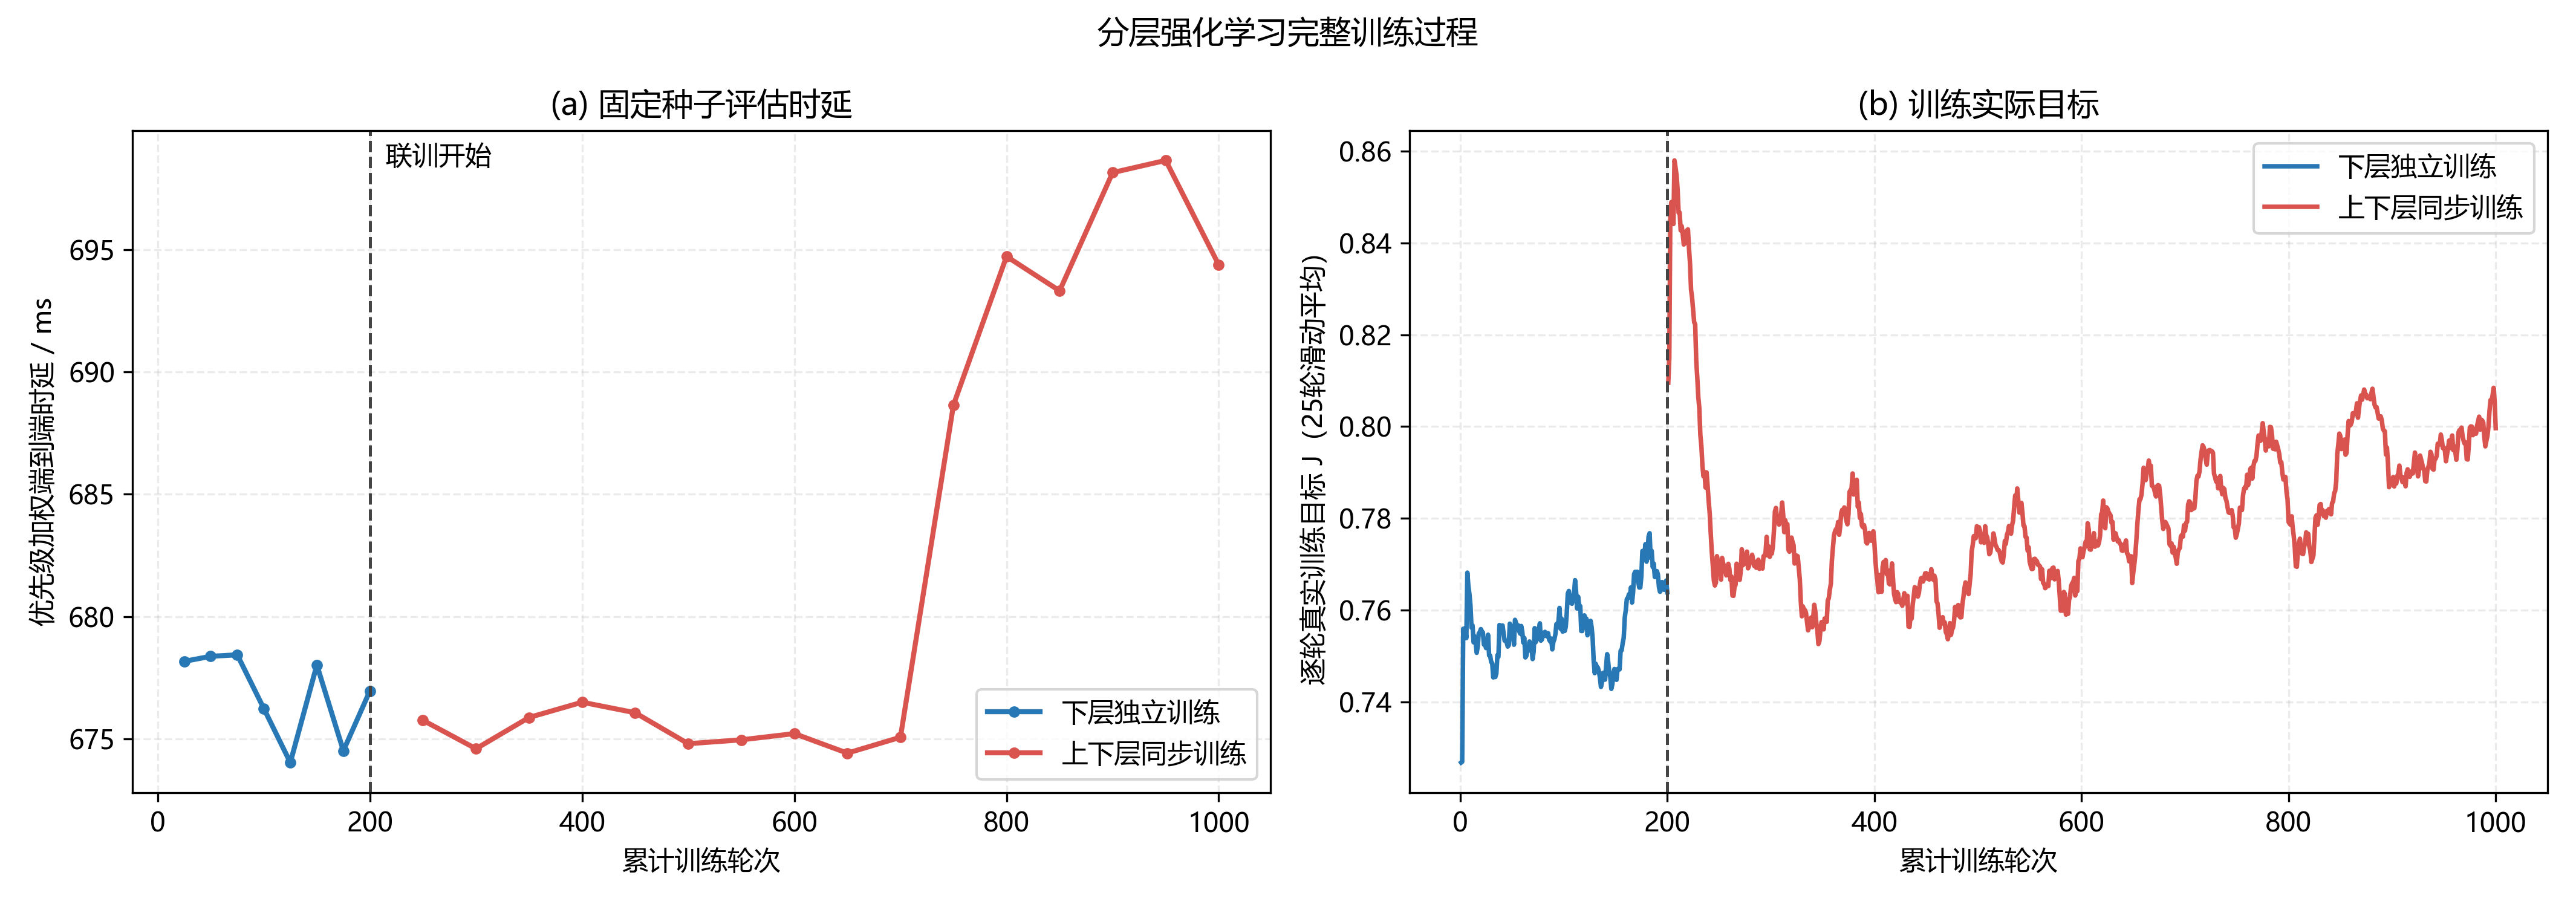 分层强化学习完整训练过程
(a) 固定种子评估时延
联训开始
优先级加权端到端时延 / ms
695
690
685
680
675
下层独立训练
上下层同步训练
0
200
400
600
800
1000
累计训练轮次
(b) 训练实际目标
下层独立训练
上下层同步训练
逐轮真实训练目标 J（25轮滑动平均）
0.86
0.84
0.82
0.80
0.78
0.76
0.74
0
200
400
600
800
1000
累计训练轮次